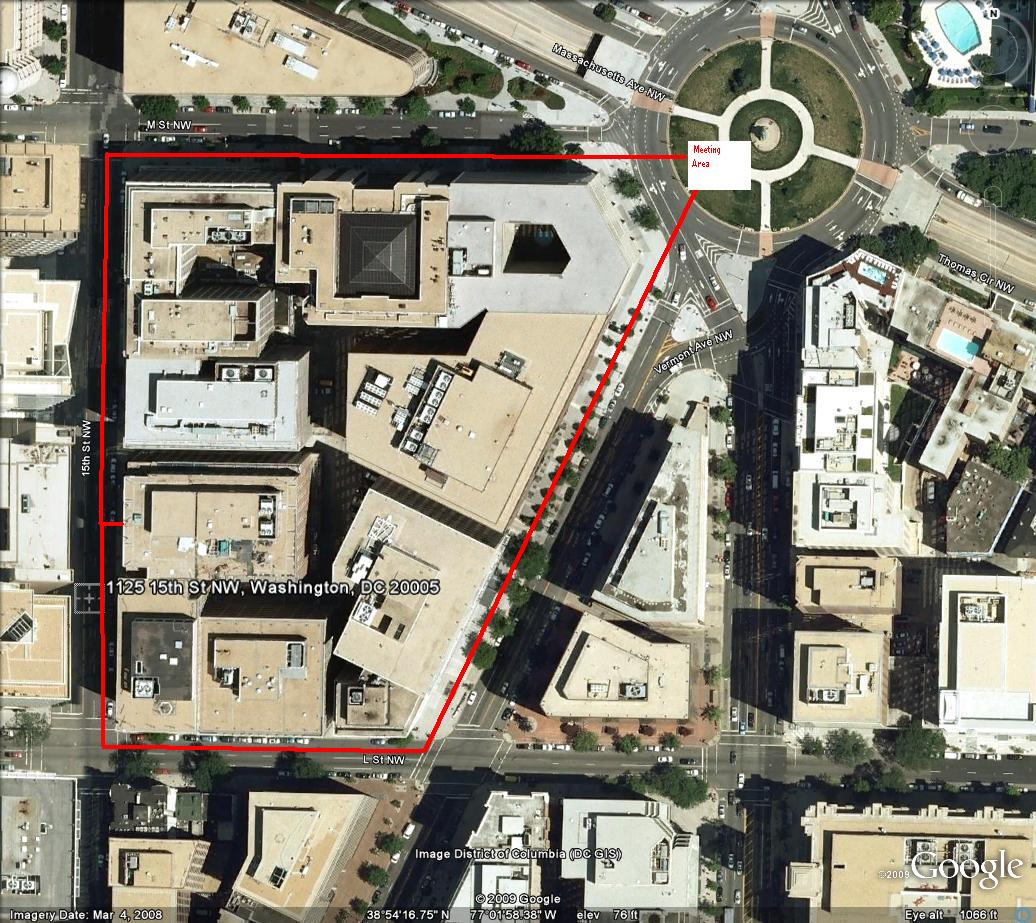 N
Massachusetts Ave NW
M St NW
Meeting
Area
Thomas Cir NW
Vermont Ave NW
15th St NW
1125 15th St NW, Washington, DC 20005
L St NW
Image District of Columbia (DC GIS)
©2009 Google
© 2009 Google
Imagery Date: Mar 4, 2008 38°54'16.75" N 77°01'58.38" W elev 76 ft Eye alt 1066 ft